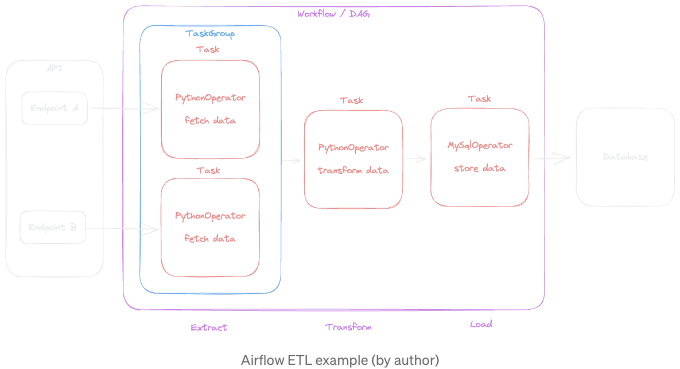 Workflow / DAG
TaskGroup
API
Task
Endpoint A
PythonOperator
fetch data
Task
PythonOperator
transform data
Task
MySqlOperator
store data
Database
Task
Endpoint B
PythonOperator
fetch data
Extract
Transform
Load
Airflow ETL example (by author)